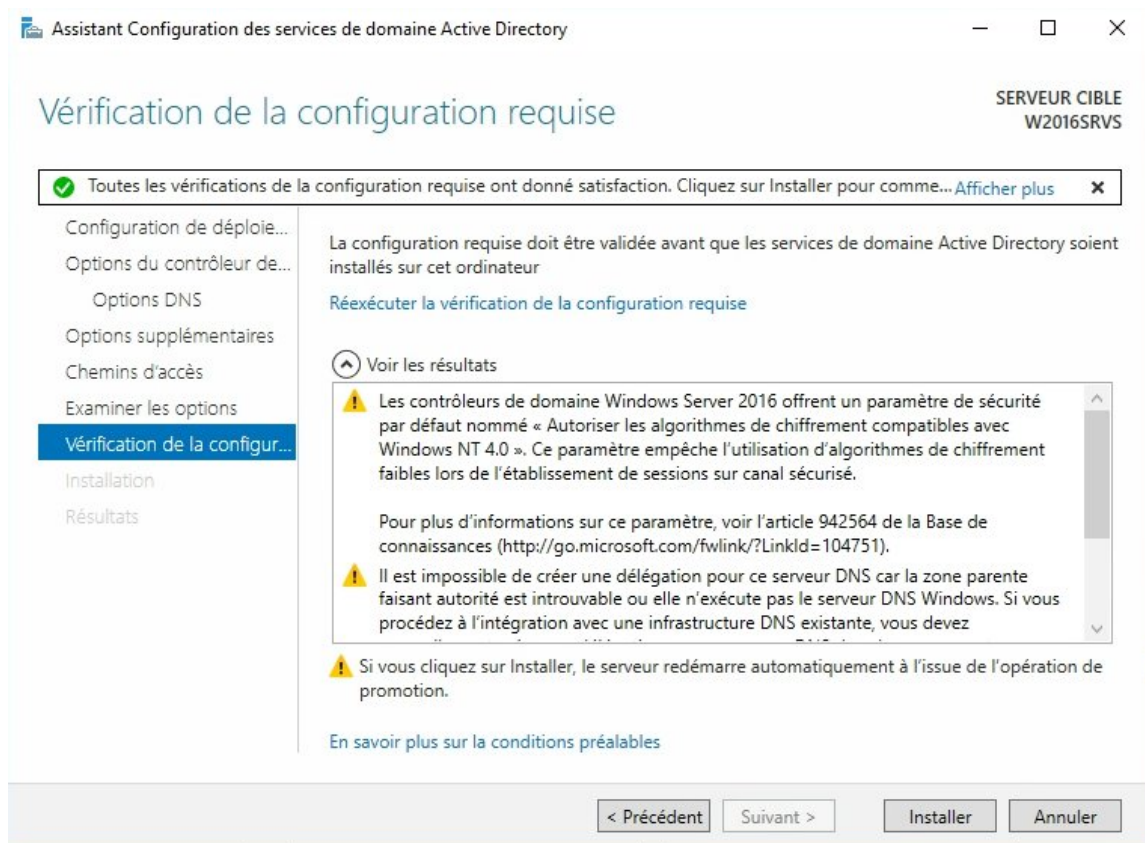 Assistant Configuration des services de domaine Active Directory
Vérification de la configuration requise
SERVEUR CIBLE
W2016SRVS
Toutes les vérifications de la configuration requise ont donné satisfaction. Cliquez sur Installer pour comme... Afficher plus
Configuration de déploie...
Options du contrôleur de...
Options DNS
Options supplémentaires
Chemins d'accès
Examiner les options
Vérification de la configur...
Installation
Résultats
La configuration requise doit être validée avant que les services de domaine Active Directory soient
installés sur cet ordinateur
Réexécuter la vérification de la configuration requise
Voir les résultats
Les contrôleurs de domaine Windows Server 2016 offrent un paramètre de sécurité
par défaut nommé « Autoriser les algorithmes de chiffrement compatibles avec
Windows NT 4.0 ». Ce paramètre empêche l'utilisation d'algorithmes de chiffrement
faibles lors de l'établissement de sessions sur canal sécurisé.
Pour plus d'informations sur ce paramètre, voir l'article 942564 de la Base de
connaissances (http://go.microsoft.com/fwlink/?LinkId=104751).
Il est impossible de créer une délégation pour ce serveur DNS car la zone parente
faisant autorité est introuvable ou elle n'exécute pas le serveur DNS Windows. Si vous
procédez à l'intégration avec une infrastructure DNS existante, vous devez
Si vous cliquez sur Installer, le serveur redémarre automatiquement à l'issue de l'opération de
promotion.
En savoir plus sur la conditions préalables
< Précédent
Suivant >
Installer
Annuler